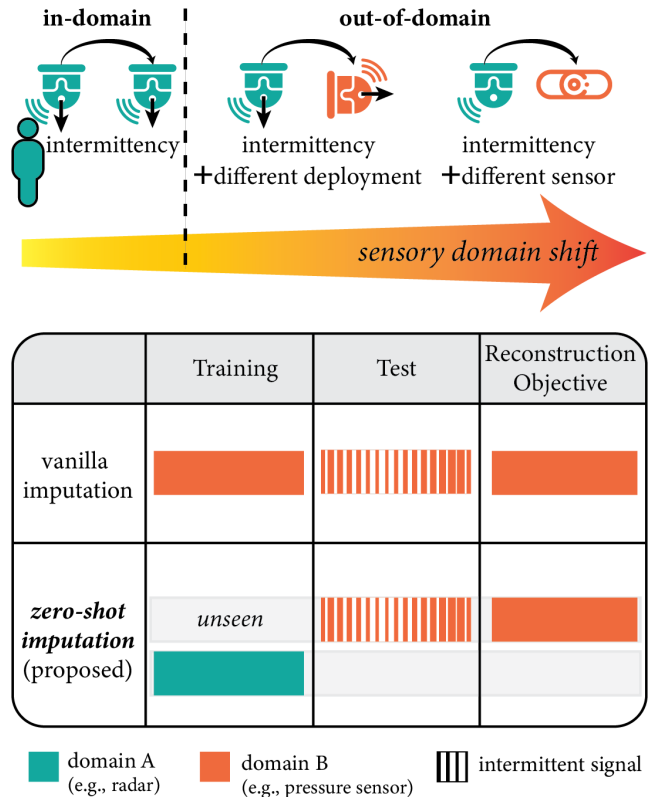 in-domain
out-of-domain
intermittency
intermittency
+different deployment
intermittency
+different sensor
sensory domain shift
Training
Test
Reconstruction
Objective
vanilla
imputation
zero-shot
imputation
(proposed)
unseen
domain A
(e.g., radar)
domain B
(e.g., pressure sensor)
intermittent signal